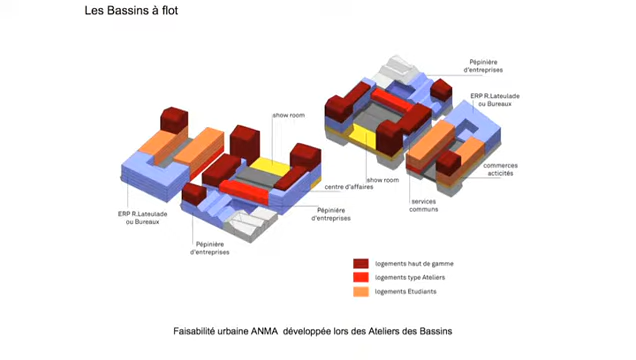 Les Bassins à flot
Pépinière
d'entreprises
ERP R.Lateulade
ou Bureaux
show room
commerces
acticités
show room
centre d'affaires
services
communs
Pépinière
d'entreprises
ERP R.Lateulade
ou Bureaux
Pépinière
d'entreprises
logements haut de gamme
logements type Ateliers
logements Etudiants
Faisabilité urbaine ANMA développée lors des Ateliers des Bassins